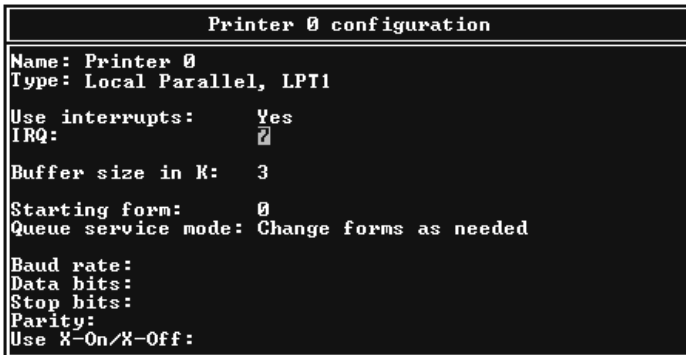 Printer 0 configuration
Name: Printer 0
Type: Local Parallel, LPT1
Use interrupts: Yes
IRQ: 7
Buffer size in K: 3
Starting form: 0
Queue service mode: Change forms as needed
Baud rate:
Data bits:
Stop bits:
Parity:
Use X-On/X-Off: